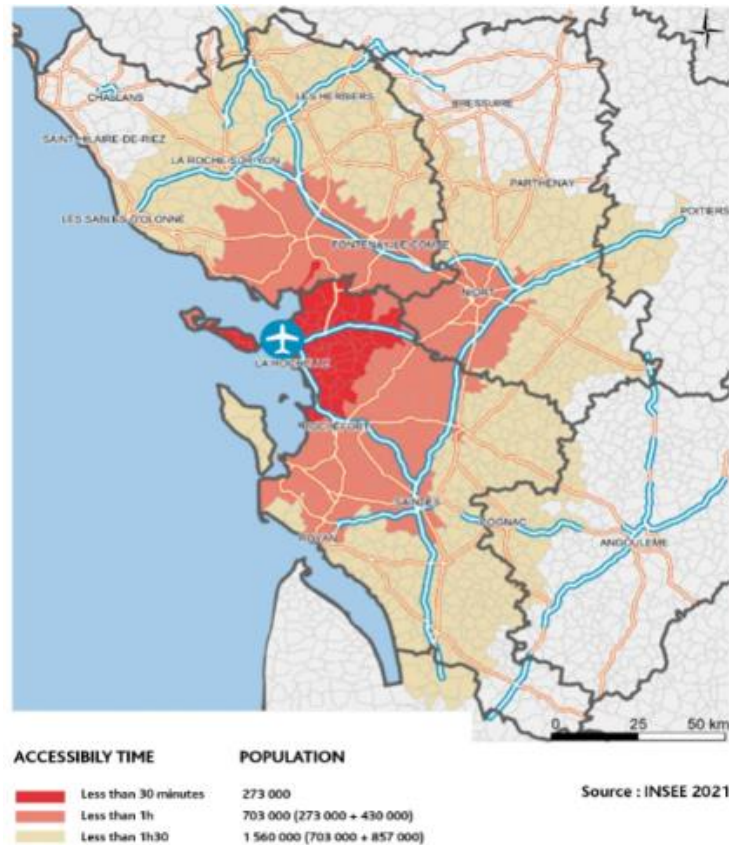 CHALLANS
LES HERBIERS
BRESSUIRE
SAINT-HILAIRE-DE-RIEZ
LA ROCHE-SUR-YON
PARTHENAY
POITIERS
LES SABLES D'OLONNE
FONTENAY-LE-COMTE
NIORT
LA ROCHELLE
ROCHEFORT
SAINTES
COGNAC
ROYAN
ANGOULEME
0 25 50 km
ACCESSIBILY TIME POPULATION
Less than 30 minutes 273 000
Less than 1h 703 000 (273 000 + 430 000)
Less than 1h30 1 560 000 (703 000 + 857 000)
Source : INSEE 2021